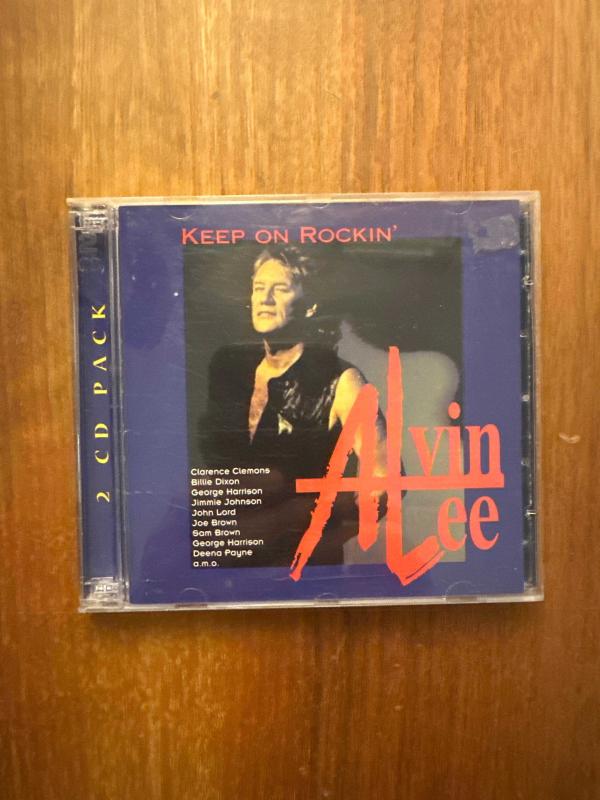 KEEP ON ROCKIN'
2 CD PACK
Clarence Clemons
Billie Dixon
George Harrison
Jimmie Johnson
John Lord
Joe Brown
Sam Brown
George Harrison
Deena Payne
a.m.o.
Alvin
Lee